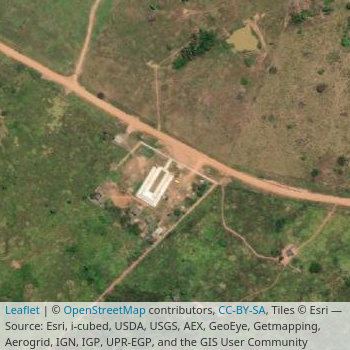 Leaflet | © OpenStreetMap contributors, CC-BY-SA, Tiles © Esri —
Source: Esri, i-cubed, USDA, USGS, AEX, GeoEye, Getmapping,
Aerogrid, IGN, IGP, UPR-EGP, and the GIS User Community